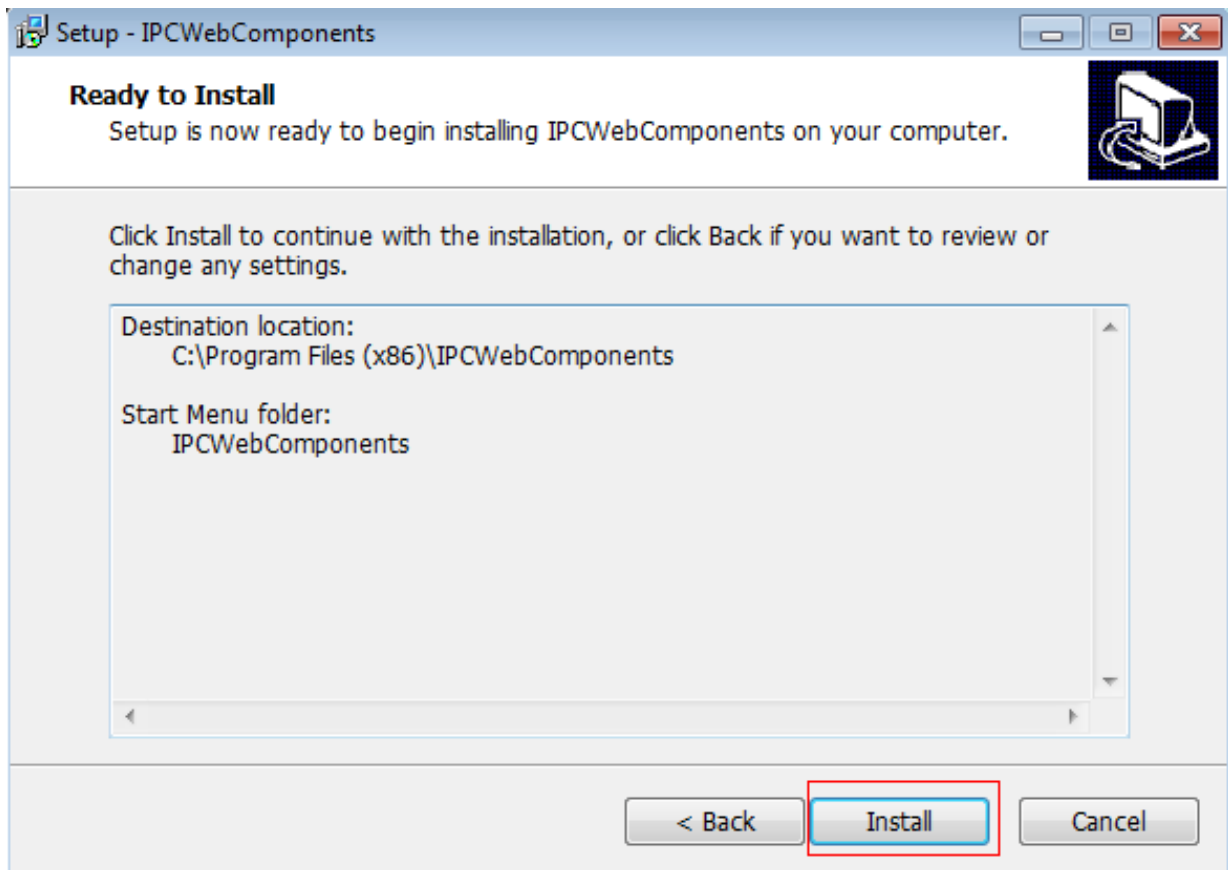 Setup - IPCWebComponents
Ready to Install
Setup is now ready to begin installing IPCWebComponents on your computer.
Click Install to continue with the installation, or click Back if you want to review or
change any settings.
Destination location:
C:\Program Files (x86)\IPCWebComponents
Start Menu folder:
IPCWebComponents
< Back
Install
Cancel